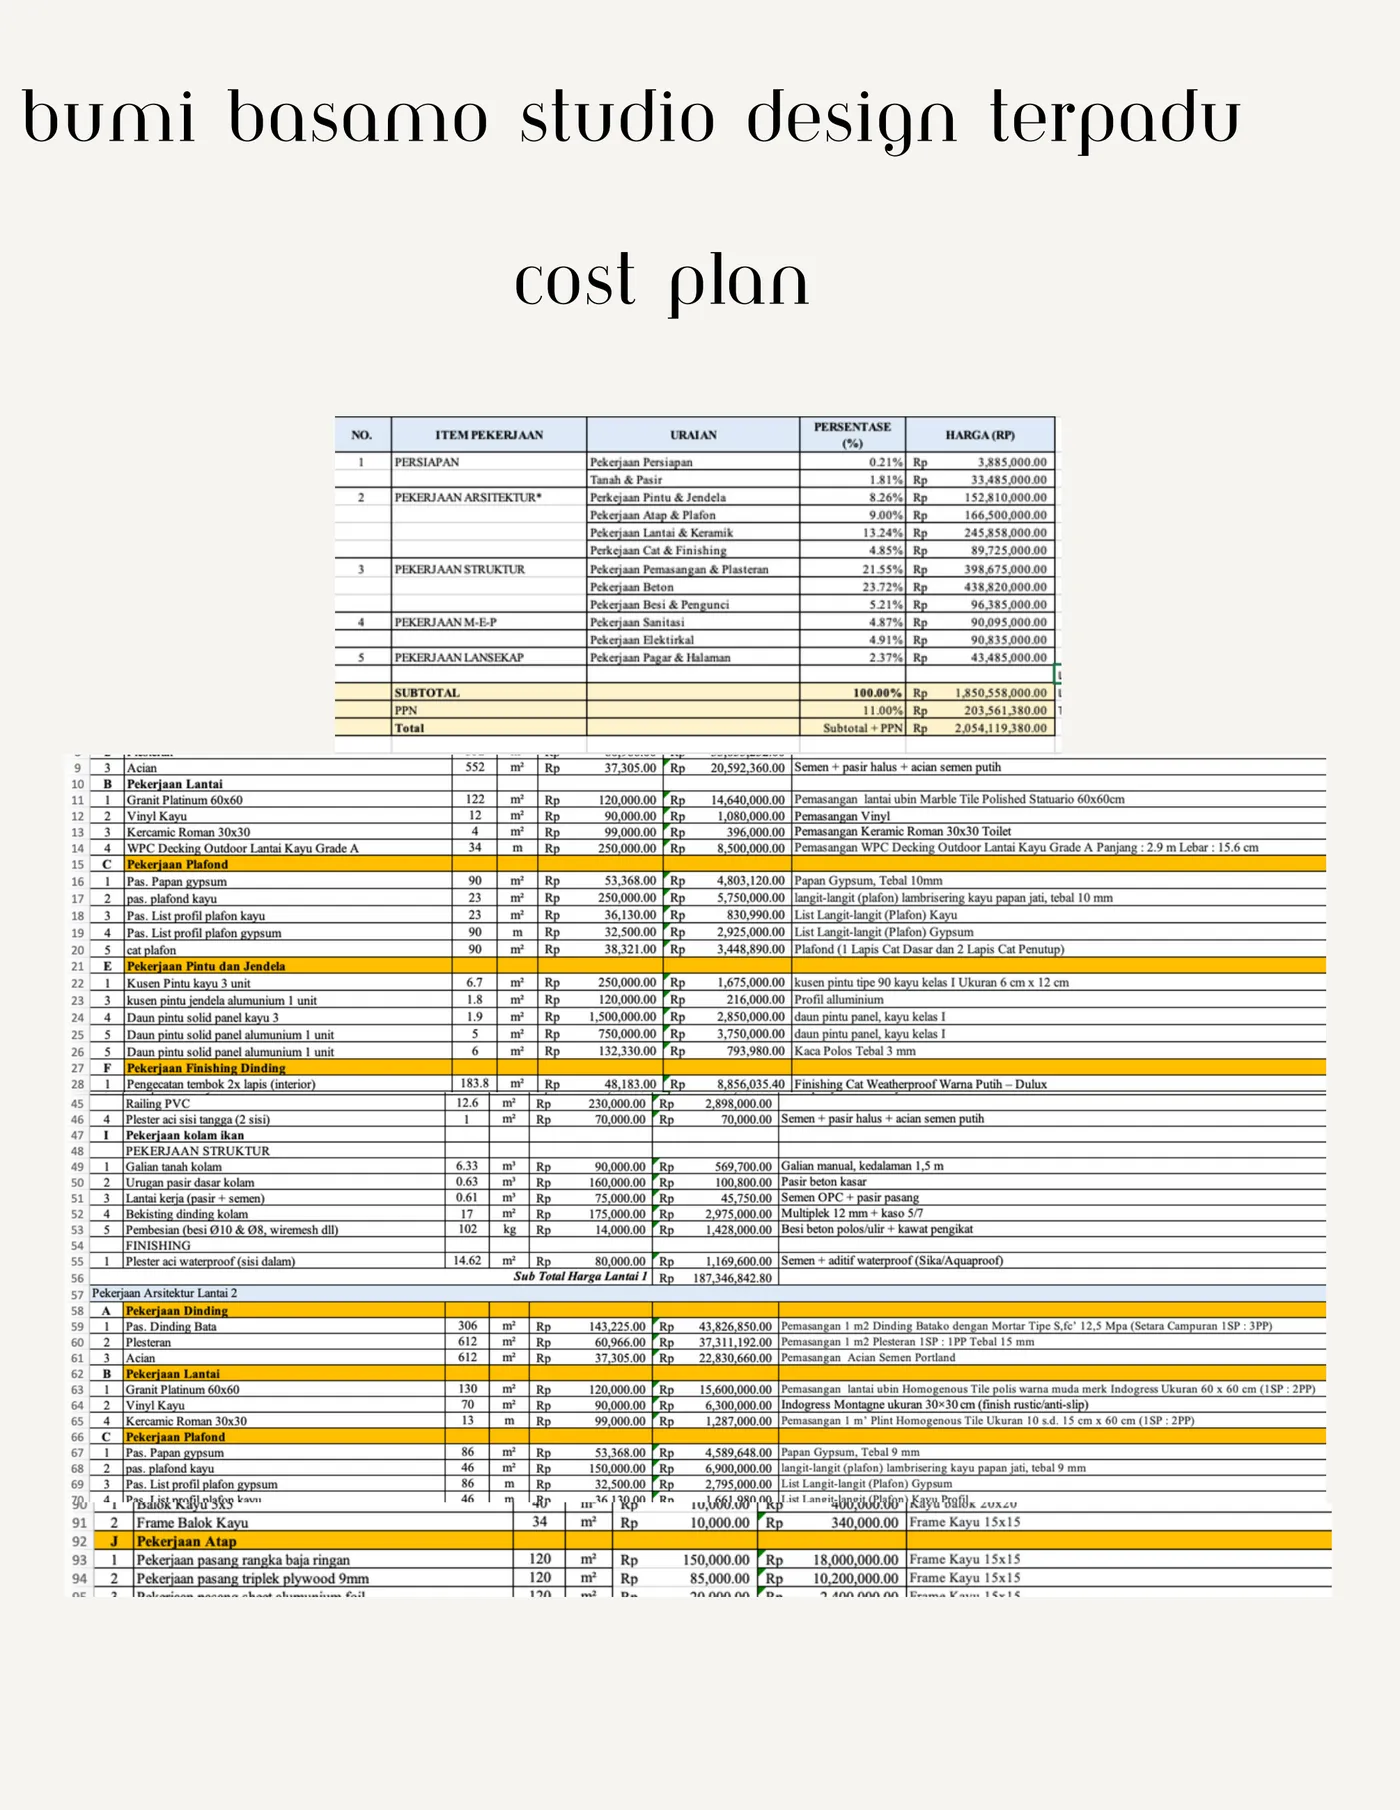 bumi basamo studio design terpadu
cost plan
NO. ITEM PEKERJAAN URAIAN PERSENTASE (%) HARGA (RP)
1 PERSIAPAN Pekerjaan Persiapan 0.21% Rp 3,885,000.00
Tanah & Pasir 1.81% Rp 33,485,000.00
2 PEKERJAAN ARSITEKTUR* Perkejaan Pintu & Jendela 8.26% Rp 152,810,000.00
Pekerjaan Atap & Plafon 9.00% Rp 166,500,000.00
Pekerjaan Lantai & Keramik 13.24% Rp 245,858,000.00
Perkejaan Cat & Finishing 4.85% Rp 89,725,000.00
3 PEKERJAAN STRUKTUR Pekerjaan Pemasangan & Plasteran 21.55% Rp 398,675,000.00
Pekerjaan Beton 23.72% Rp 438,820,000.00
Pekerjaan Besi & Pengunci 5.21% Rp 96,385,000.00
4 PEKERJAAN M-E-P Pekerjaan Sanitasi 4.87% Rp 90,095,000.00
Pekerjaan Elektirkal 4.91% Rp 90,835,000.00
5 PEKERJAAN LANSEKAP Pekerjaan Pagar & Halaman 2.37% Rp 43,485,000.00
SUBTOTAL 100.00% Rp 1,850,558,000.00
PPN 11.00% Rp 203,561,380.00
Total Subtotal + PPN Rp 2,054,119,380.00
9 3 Acian 552 m² Rp 37,305.00 Rp 20,592,360.00 Semen + pasir halus + acian semen putih
10 B Pekerjaan Lantai
11 1 Granit Platinum 60x60 122 m² Rp 120,000.00 Rp 14,640,000.00 Pemasangan lantai ubin Marble Tile Polished Statuario 60x60cm
12 2 Vinyl Kayu 12 m² Rp 90,000.00 Rp 1,080,000.00 Pemasangan Vinyl
13 3 Kercamic Roman 30x30 4 m² Rp 99,000.00 Rp 396,000.00 Pemasangan Keramic Roman 30x30 Toilet
14 4 WPC Decking Outdoor Lantai Kayu Grade A 34 m Rp 250,000.00 Rp 8,500,000.00 Pemasangan WPC Decking Outdoor Lantai Kayu Grade A Panjang : 2.9 m Lebar : 15.6 cm
15 C Pekerjaan Plafond
16 1 Pas. Papan gypsum 90 m² Rp 53,368.00 Rp 4,803,120.00 Papan Gypsum, Tebal 10mm
17 2 pas. plafond kayu 23 m² Rp 250,000.00 Rp 5,750,000.00 langit-langit (plafon) lambrisering kayu papan jati, tebal 10 mm
18 3 Pas. List profil plafon kayu 23 m² Rp 36,130.00 Rp 830,990.00 List Langit-langit (Plafon) Kayu
19 4 Pas. List profil plafon gypsum 90 m Rp 32,500.00 Rp 2,925,000.00 List Langit-langit (Plafon) Gypsum
20 5 cat plafon 90 m² Rp 38,321.00 Rp 3,448,890.00 Plafond (1 Lapis Cat Dasar dan 2 Lapis Cat Penutup)
21 E Pekerjaan Pintu dan Jendela
22 1 Kusen Pintu kayu 3 unit 6.7 m² Rp 250,000.00 Rp 1,675,000.00 kusen pintu tipe 90 kayu kelas I Ukuran 6 cm x 12 cm
23 3 kusen pintu jendela alumunium 1 unit 1.8 m² Rp 120,000.00 Rp 216,000.00 Profil alluminium
24 4 Daun pintu solid panel kayu 3 1.9 m² Rp 1,500,000.00 Rp 2,850,000.00 daun pintu panel, kayu kelas I
25 5 Daun pintu solid panel alumunium 1 unit 5 m² Rp 750,000.00 Rp 3,750,000.00 daun pintu panel, kayu kelas I
26 5 Daun pintu solid panel alumunium 1 unit 6 m² Rp 132,330.00 Rp 793,980.00 Kaca Polos Tebal 3 mm
27 F Pekerjaan Finishing Dinding
28 1 Pengecatan tembok 2x lapis (interior) 183.8 m² Rp 48,183.00 Rp 8,856,035.40 Finishing Cat Weatherproof Warna Putih – Dulux
45 Railing PVC 12.6 m² Rp 230,000.00 Rp 2,898,000.00
46 4 Plester aci sisi tangga (2 sisi) 1 m² Rp 70,000.00 Rp 70,000.00 Semen + pasir halus + acian semen putih
47 I Pekerjaan kolam ikan
48 PEKERJAAN STRUKTUR
49 1 Galian tanah kolam 6.33 m³ Rp 90,000.00 Rp 569,700.00 Galian manual, kedalaman 1,5 m
50 2 Urugan pasir dasar kolam 0.63 m³ Rp 160,000.00 Rp 100,800.00 Pasir beton kasar
51 3 Lantai kerja (pasir + semen) 0.61 m³ Rp 75,000.00 Rp 45,750.00 Semen OPC + pasir pasang
52 4 Bekisting dinding kolam 17 m² Rp 175,000.00 Rp 2,975,000.00 Multiplek 12 mm + kaso 5/7
53 5 Pembesian (besi Ø10 & Ø8, wiremesh dll) 102 kg Rp 14,000.00 Rp 1,428,000.00 Besi beton polos/ulir + kawat pengikat
54 FINISHING
55 1 Plester aci waterproof (sisi dalam) 14.62 m² Rp 80,000.00 Rp 1,169,600.00 Semen + aditif waterproof (Sika/Aquaproof)
56 Sub Total Harga Lantai 1 Rp 187,346,842.80
57 Pekerjaan Arsitektur Lantai 2
58 A Pekerjaan Dinding
59 1 Pas. Dinding Bata 306 m² Rp 143,225.00 Rp 43,826,850.00 Pemasangan 1 m2 Dinding Batako dengan Mortar Tipe S,fc' 12,5 Mpa (Setara Campuran 1SP : 3PP)
60 2 Plesteran 612 m² Rp 60,966.00 Rp 37,311,192.00 Pemasangan 1 m2 Plesteran 1SP : 1PP Tebal 15 mm
61 3 Acian 612 m² Rp 37,305.00 Rp 22,830,660.00 Pemasangan Acian Semen Portland
62 B Pekerjaan Lantai
63 1 Granit Platinum 60x60 130 m² Rp 120,000.00 Rp 15,600,000.00 Pemasangan lantai ubin Homogenous Tile polis warna muda merk Indogress Ukuran 60 x 60 cm (1SP : 2PP)
64 2 Vinyl Kayu 70 m² Rp 90,000.00 Rp 6,300,000.00 Indogress Montagne ukuran 30×30 cm (finish rustic/anti-slip)
65 4 Kercamic Roman 30x30 13 m Rp 99,000.00 Rp 1,287,000.00 Pemasangan 1 m' Plint Homogenous Tile Ukuran 10 s.d. 15 cm x 60 cm (1SP : 2PP)
66 C Pekerjaan Plafond
67 1 Pas. Papan gypsum 86 m² Rp 53,368.00 Rp 4,589,648.00 Papan Gypsum, Tebal 9 mm
68 2 pas. plafond kayu 46 m² Rp 150,000.00 Rp 6,900,000.00 langit-langit (plafon) lambrisering kayu papan jati, tebal 9 mm
69 3 Pas. List profil plafon gypsum 86 m Rp 32,500.00 Rp 2,795,000.00 List Langit-langit (Plafon) Gypsum
70 4 Pas. List profil plafon kayu 46 m Rp 36,130.00 Rp 1,661,980.00 List Langit-langit (Plafon) Kayu Profil
91 2 Frame Balok Kayu 34 m² Rp 10,000.00 Rp 340,000.00 Frame Kayu 15x15
92 J Pekerjaan Atap
93 1 Pekerjaan pasang rangka baja ringan 120 m² Rp 150,000.00 Rp 18,000,000.00 Frame Kayu 15x15
94 2 Pekerjaan pasang triplek plywood 9mm 120 m² Rp 85,000.00 Rp 10,200,000.00 Frame Kayu 15x15